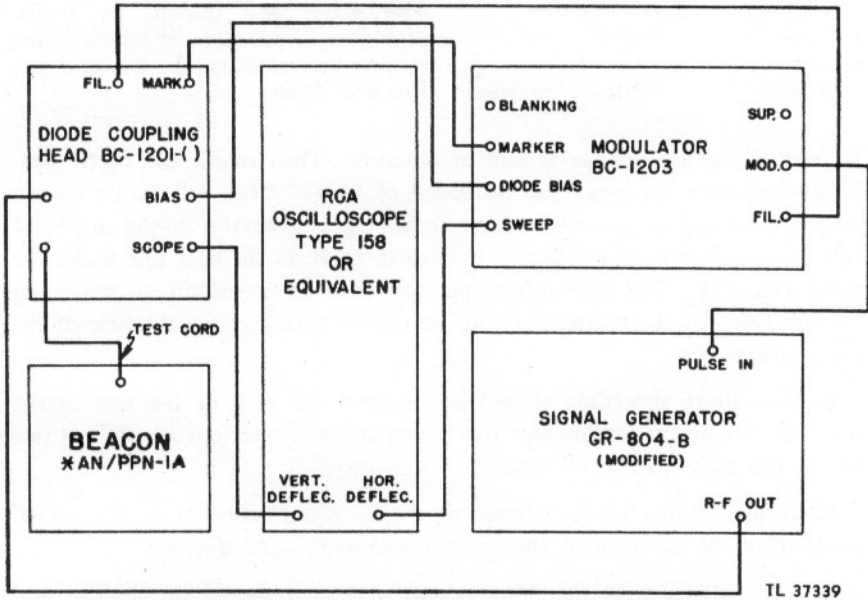 FIL.
MARK.
DIODE COUPLING
HEAD BC-1201-( )
BIAS
SCOPE
TEST CORD
BEACON
*AN/PPN-1A
RCA
OSCILLOSCOPE
TYPE 158
OR
EQUIVALENT
VERT.
DEFLEC.
HOR.
DEFLEC.
BLANKING
MARKER
DIODE BIAS
SWEEP
MODULATOR
BC-1203
SUP.
MOD.
FIL.
PULSE IN
SIGNAL GENERATOR
GR-804-B
(MODIFIED)
R-F OUT
TL 37339